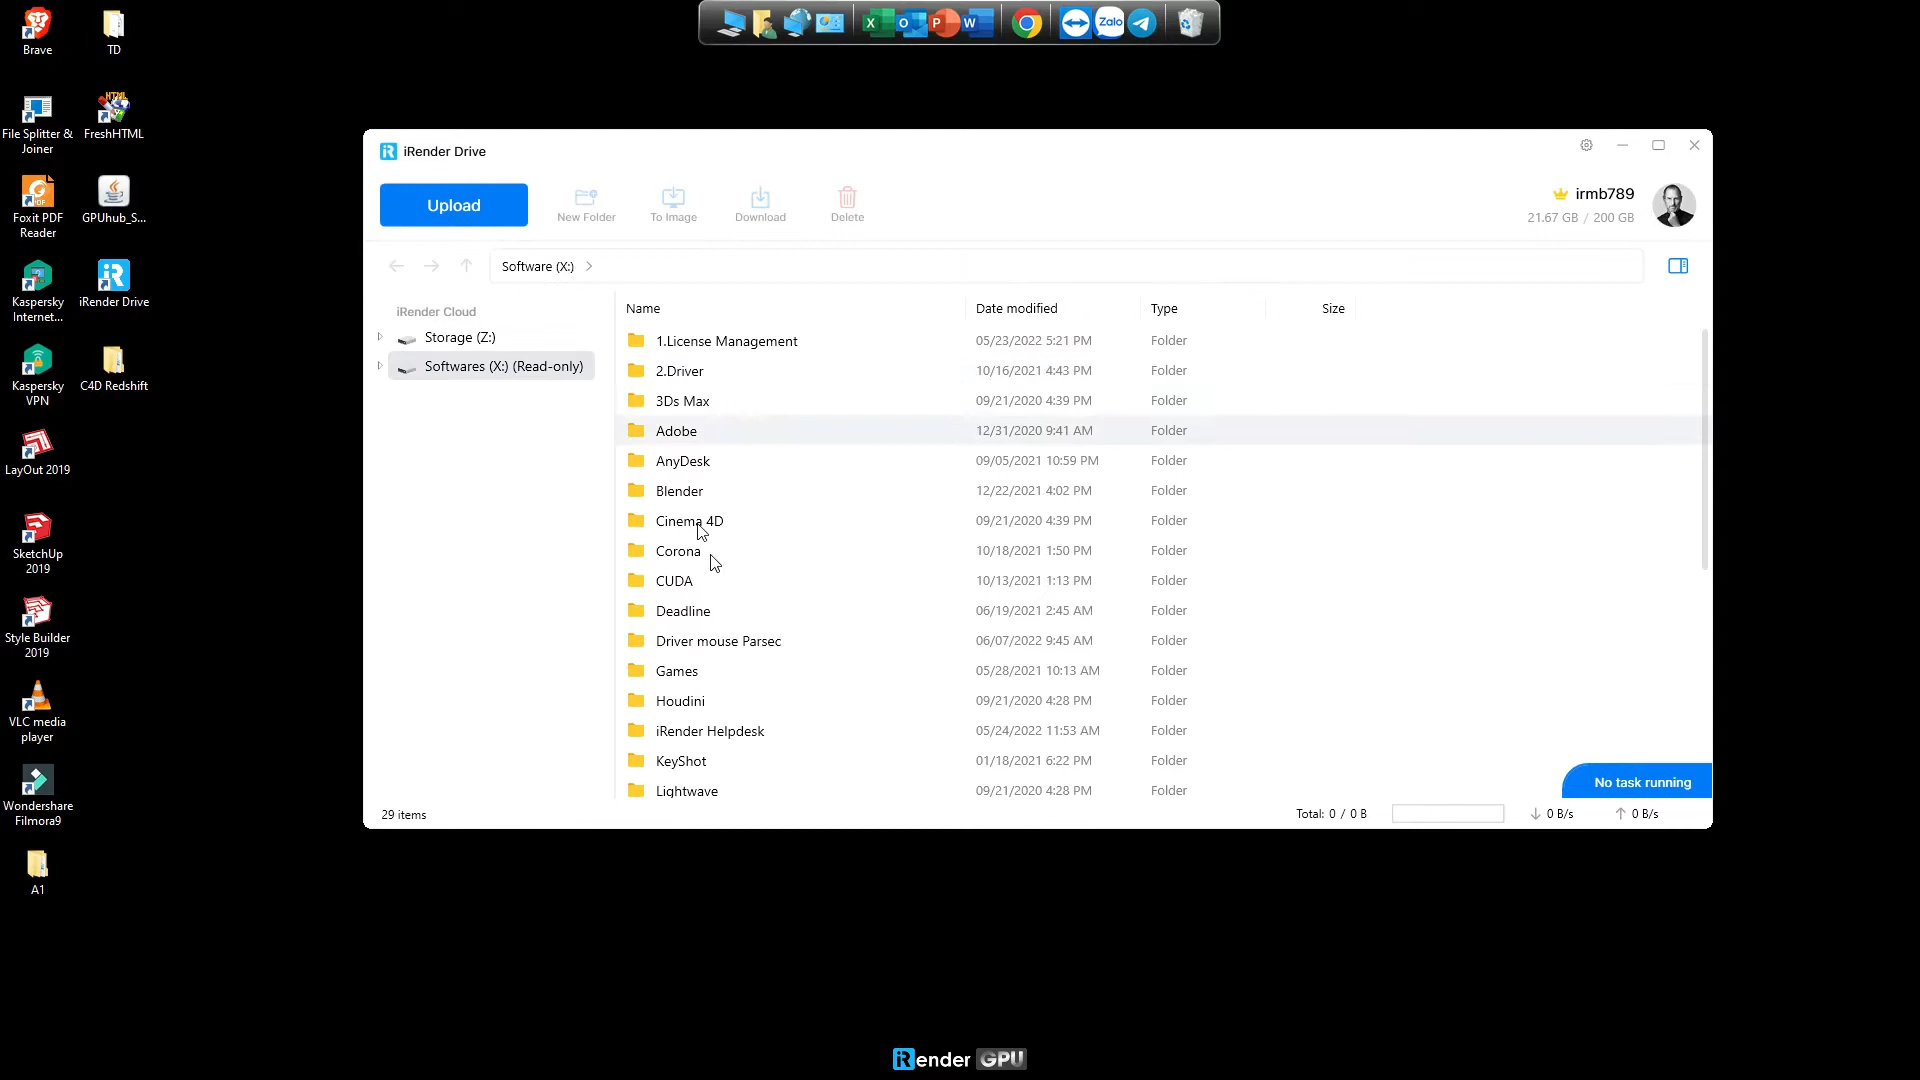 Brave
TD
File Splitter &
Joiner
FreshHTML
Foxit PDF
Reader
GPUhub_S...
Kaspersky
Internet...
iRender Drive
Kaspersky
VPN
C4D Redshift
LayOut 2019
SketchUp
2019
Style Builder
2019
VLC media
player
Wondershare
Filmora9
A1
Zalo
iRender Drive
Upload
New Folder
To Image
Download
Delete
irmb789
21.67 GB / 200 GB
Software (X:)
iRender Cloud
Storage (Z:)
Softwares (X:) (Read-only)
Name Date modified Type Size
1.License Management 05/23/2022 5:21 PM Folder
2.Driver 10/16/2021 4:43 PM Folder
3Ds Max 09/21/2020 4:39 PM Folder
Adobe 12/31/2020 9:41 AM Folder
AnyDesk 09/05/2021 10:59 PM Folder
Blender 12/22/2021 4:02 PM Folder
Cinema 4D 09/21/2020 4:39 PM Folder
Corona 10/18/2021 1:50 PM Folder
CUDA 10/13/2021 1:13 PM Folder
Deadline 06/19/2021 2:45 AM Folder
Driver mouse Parsec 06/07/2022 9:45 AM Folder
Games 05/28/2021 10:13 AM Folder
Houdini 09/21/2020 4:28 PM Folder
iRender Helpdesk 05/24/2022 11:53 AM Folder
KeyShot 01/18/2021 6:22 PM Folder
Lightwave 09/21/2020 4:28 PM Folder
No task running
29 items
Total: 0 / 0 B
0 B/s
0 B/s
iRender GPU